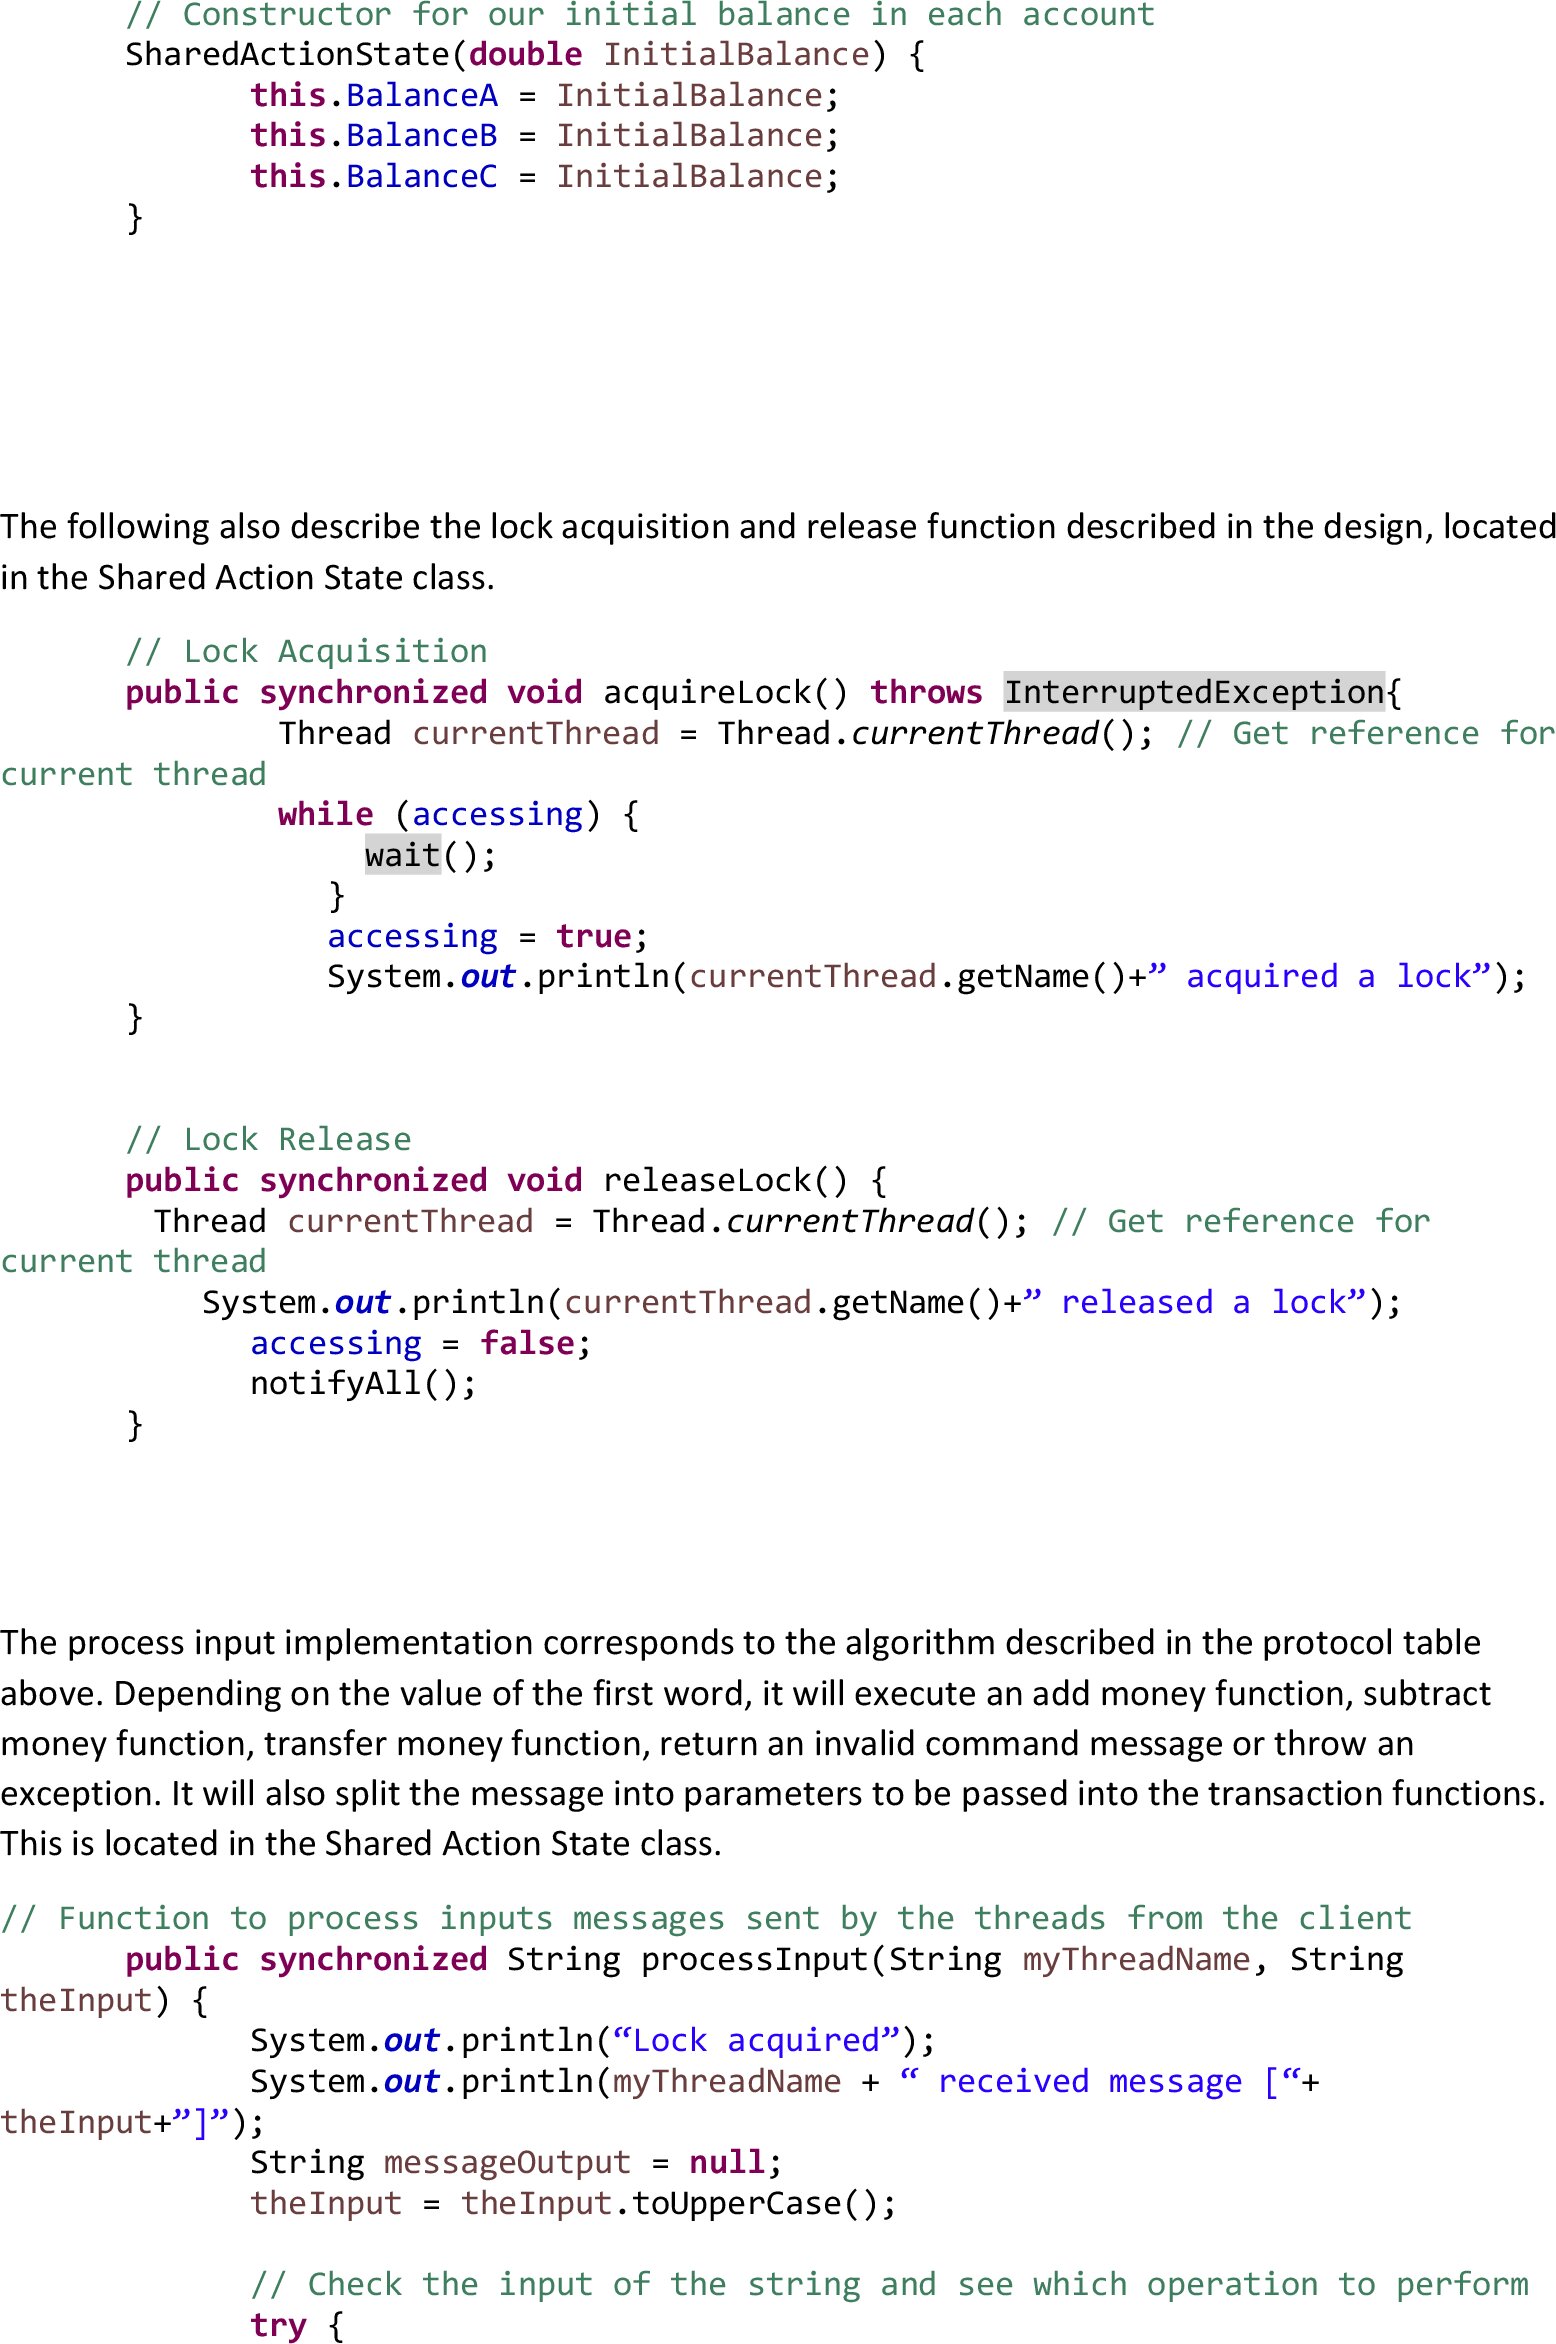 // Constructor for our initial balance in each account
SharedActionState(double InitialBalance) {
this.BalanceA = InitialBalance;
this.BalanceB = InitialBalance;
this.BalanceC = InitialBalance;
}
The following also describe the lock acquisition and release function described in the design, located
in the Shared Action State class.
// Lock Acquisition
public synchronized void acquireLock() throws InterruptedException{
Thread currentThread = Thread.currentThread(); // Get reference for
current thread
while (accessing) {
wait();
}
accessing = true;
System.out.println(currentThread.getName()+” acquired a lock”);
}
// Lock Release
public synchronized void releaseLock() {
Thread currentThread = Thread.currentThread(); // Get reference for
current thread
System.out.println(currentThread.getName()+” released a lock”);
accessing = false;
notifyAll();
}
The process input implementation corresponds to the algorithm described in the protocol table
above. Depending on the value of the first word, it will execute an add money function, subtract
money function, transfer money function, return an invalid command message or throw an
exception. It will also split the message into parameters to be passed into the transaction functions.
This is located in the Shared Action State class.
// Function to process inputs messages sent by the threads from the client
public synchronized String processInput(String myThreadName, String
theInput) {
System.out.println(“Lock acquired”);
System.out.println(myThreadName + “ received message [“+
theInput+”]”);
String messageOutput = null;
theInput = theInput.toUpperCase();
// Check the input of the string and see which operation to perform
try {